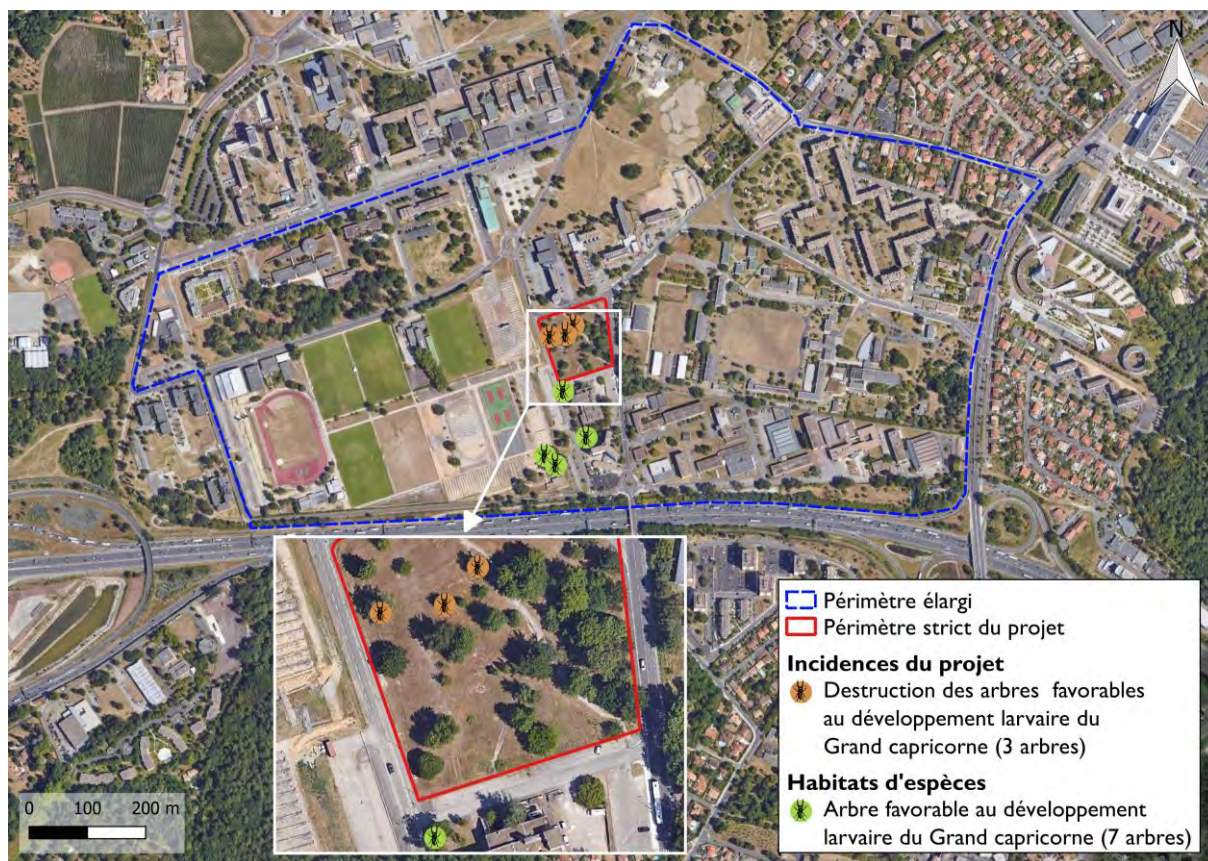 N
Périmètre élargi
Périmètre strict du projet
Incidences du projet
Destruction des arbres favorables
au développement larvaire du
Grand capricorne (3 arbres)
Habitats d'espèces
Arbre favorable au développement
larvaire du Grand capricorne (7 arbres)
0 100 200 m